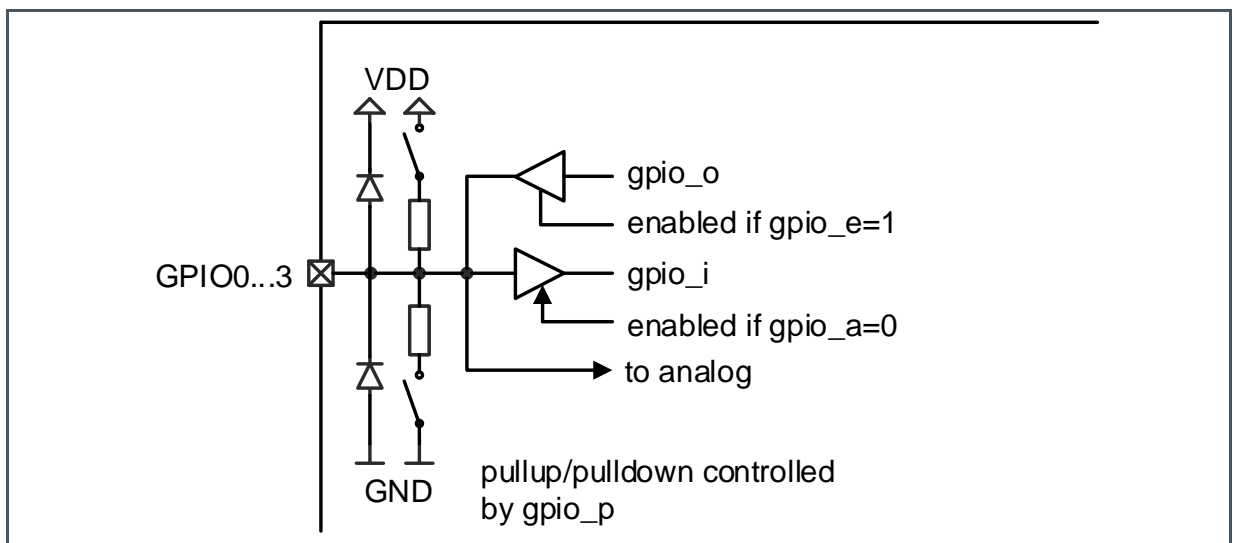 VDD
gpio_o
enabled if gpio_e=1
GPIO0...3
gpio_i
enabled if gpio_a=0
to analog
GND
pullup/pulldown controlled
by gpio_p